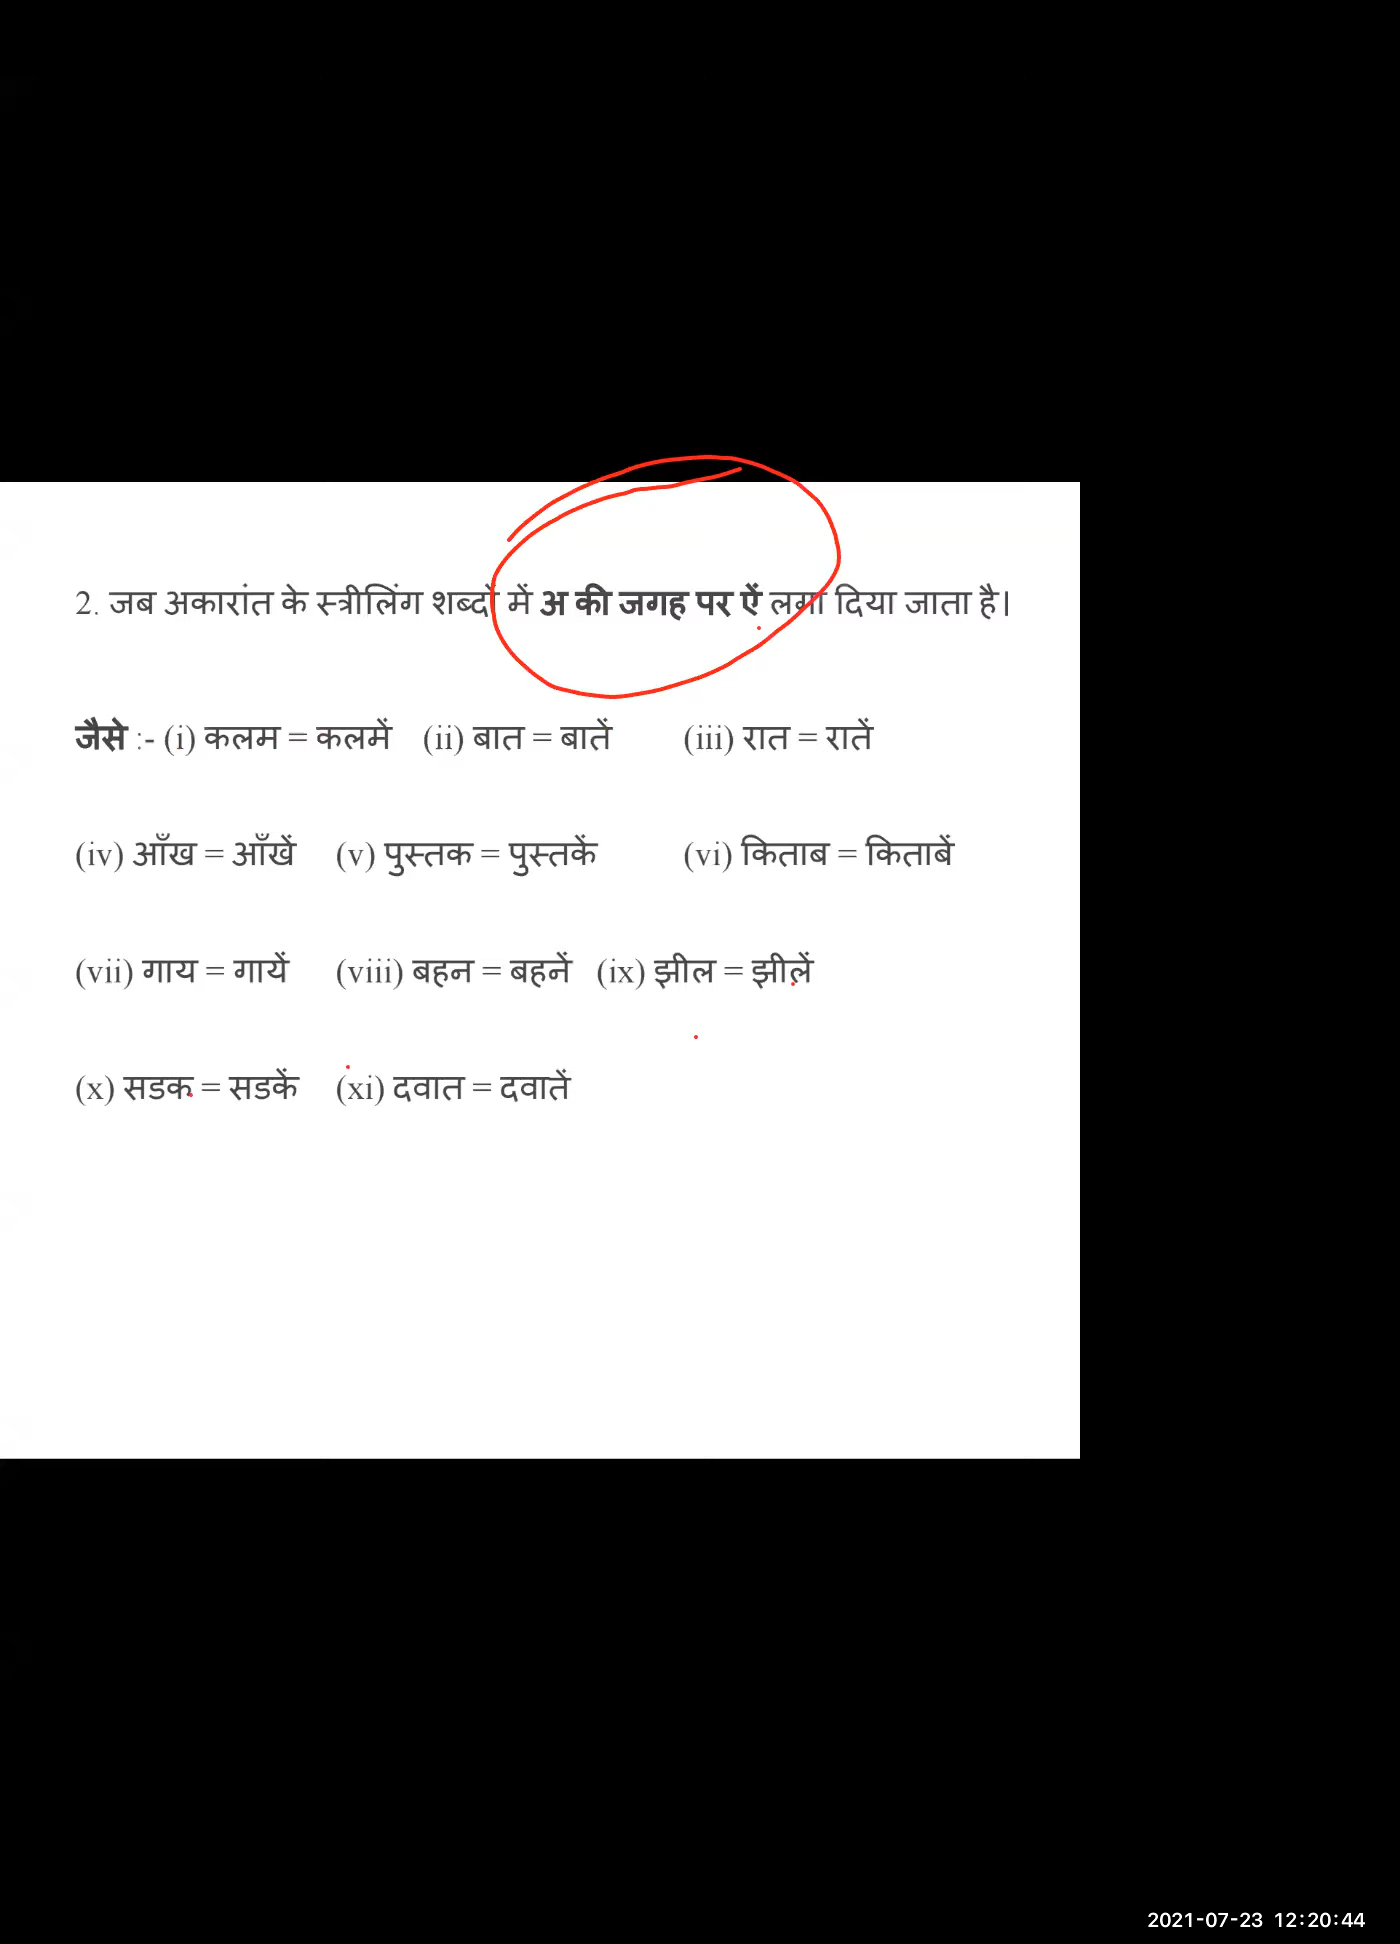 2. जब अकारांत के स्त्रीलिंग शब्दों में अ की जगह पर ऐं लगा दिया जाता है।
जैसे :- (i) कलम = कलमें (ii) बात = बातें (iii) रात = रातें
(iv) आँख = आँखें (v) पुस्तक = पुस्तकें (vi) किताब = किताबें
(vii) गाय = गायें (viii) बहन = बहनें (ix) झील = झीलें
(x) सडक = सडकें (xi) दवात = दवातें
2021-07-23 12:20:44